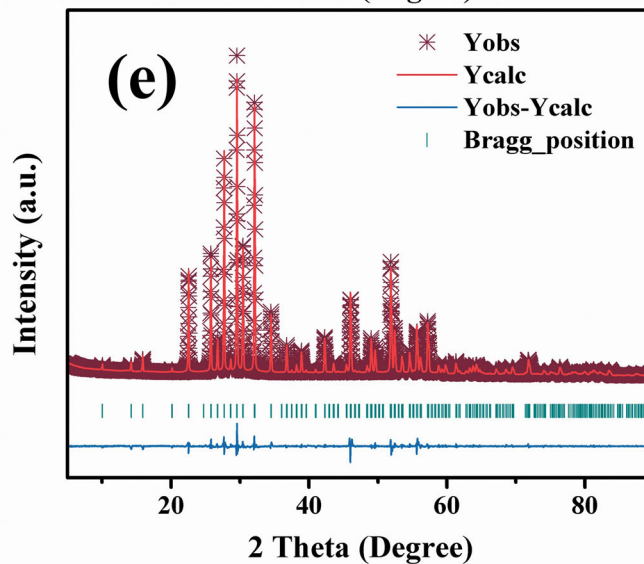 (e)
Yobs
Ycalc
Yobs-Ycalc
Bragg_position
Intensity (a.u.)
20 40 60 80
2 Theta (Degree)